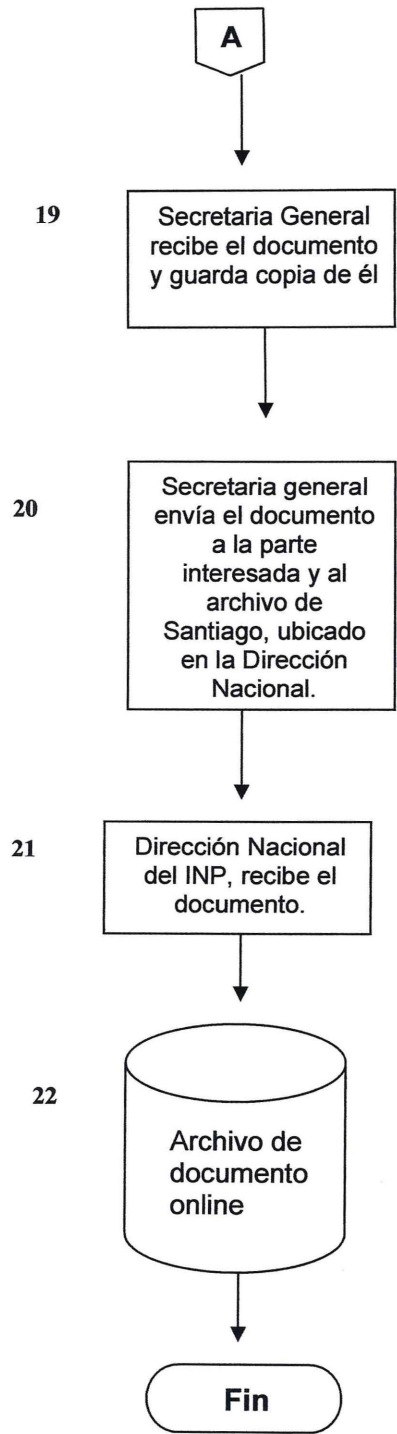 A
19
Secretaria General
recibe el documento
y guarda copia de él
20
Secretaria general
envía el documento
a la parte
interesada y al
archivo de
Santiago, ubicado
en la Dirección
Nacional.
21
Dirección Nacional
del INP, recibe el
documento.
22
Archivo de
documento
online
Fin